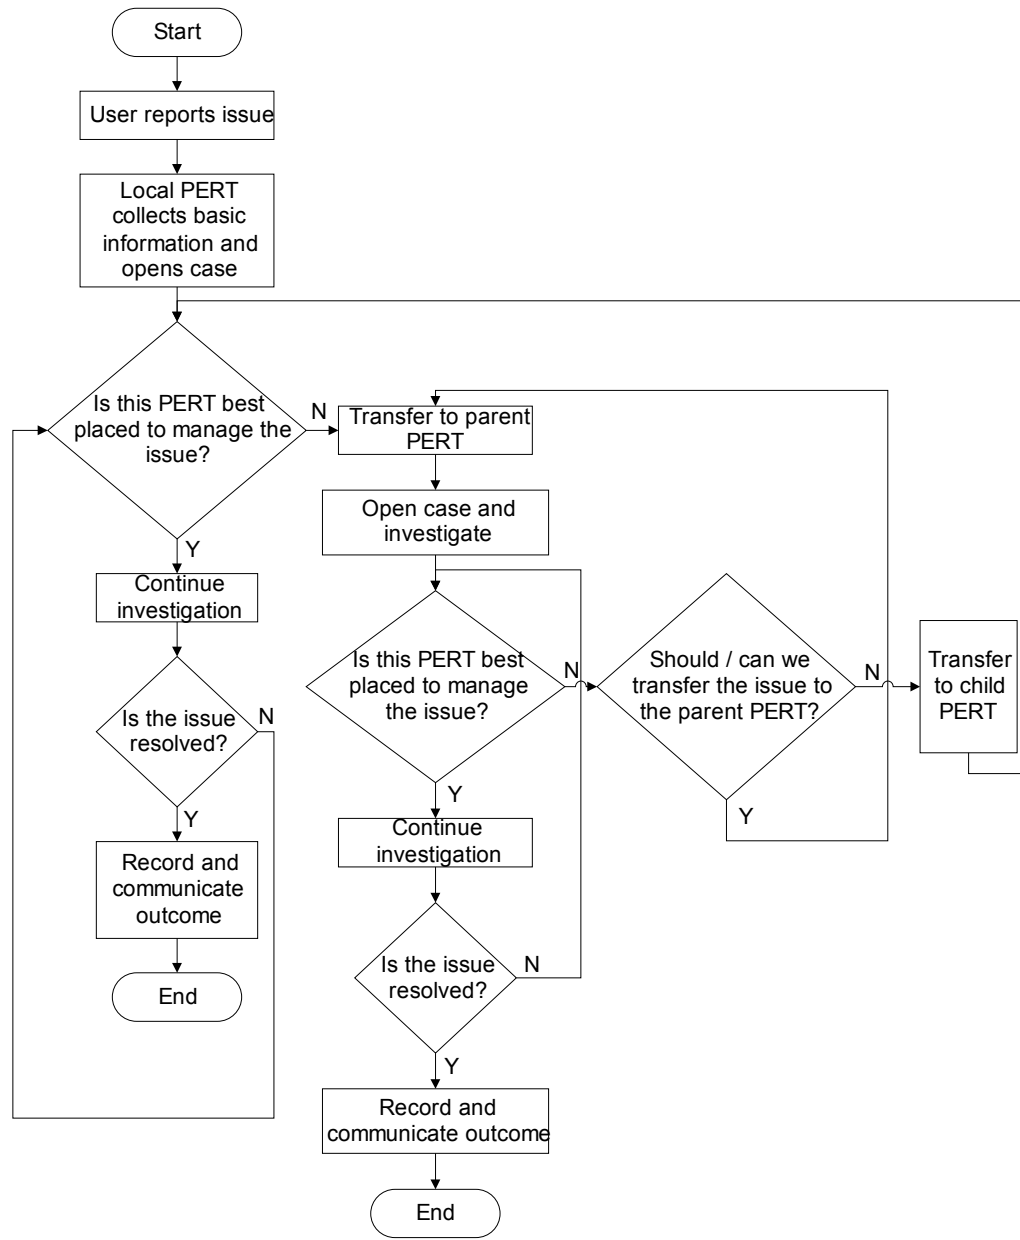 Start
User reports issue
Local PERT
collects basic
information and
opens case
Is this PERT best
placed to manage the
issue?
N
Y
Continue
investigation
Is the issue
resolved?
N
Y
Record and
communicate
outcome
End
Transfer to parent
PERT
Open case and
investigate
Is this PERT best
placed to manage
the issue?
N
Y
Continue
investigation
Is the issue
resolved?
N
Y
Record and
communicate outcome
End
Should / can we
transfer the issue to
the parent PERT?
N
Y
Transfer
to child
PERT